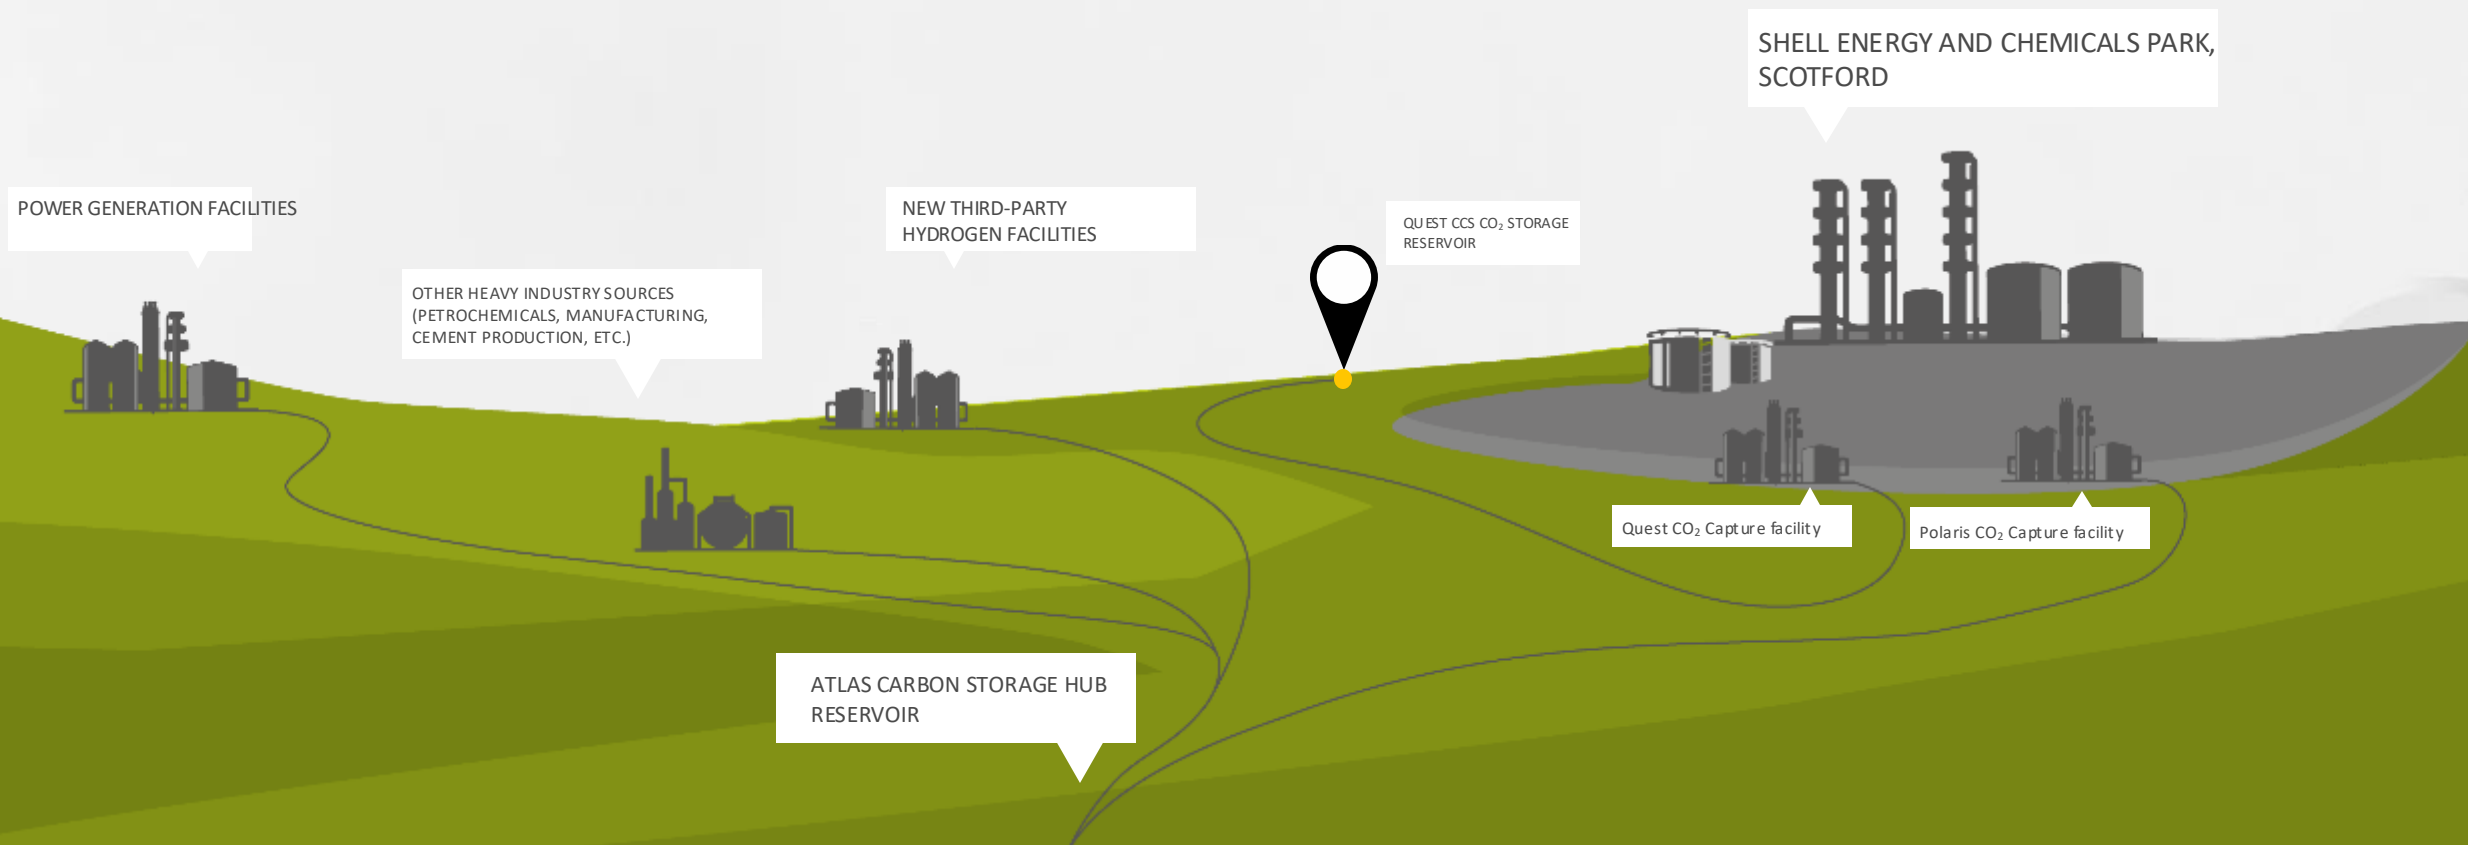 SHELL ENERGY AND CHEMICALS PARK,
SCOTFORD
POWER GENERATION FACILITIES
NEW THIRD-PARTY
HYDROGEN FACILITIES
QUEST CCS CO₂ STORAGE
RESERVOIR
OTHER HEAVY INDUSTRY SOURCES
(PETROCHEMICALS, MANUFACTURING,
CEMENT PRODUCTION, ETC.)
Quest CO₂ Capture facility
Polaris CO₂ Capture facility
ATLAS CARBON STORAGE HUB
RESERVOIR